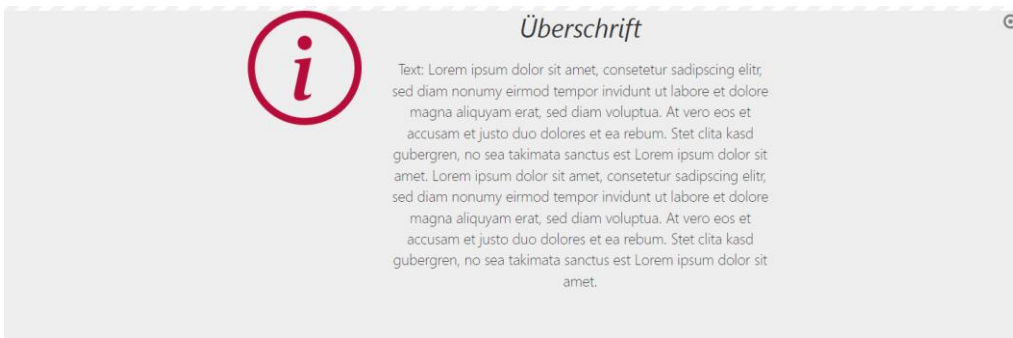 i
Überschrift
Text: Lorem ipsum dolor sit amet, consetetur sadipscing elitr,
sed diam nonumy eirmod tempor invidunt ut labore et dolore
magna aliquyam erat, sed diam voluptua. At vero eos et
accusam et justo duo dolores et ea rebum. Stet clita kasd
gubergren, no sea takimata sanctus est Lorem ipsum dolor sit
amet. Lorem ipsum dolor sit amet, consetetur sadipscing elitr,
sed diam nonumy eirmod tempor invidunt ut labore et dolore
magna aliquyam erat, sed diam voluptua. At vero eos et
accusam et justo duo dolores et ea rebum. Stet clita kasd
gubergren, no sea takimata sanctus est Lorem ipsum dolor sit
amet.